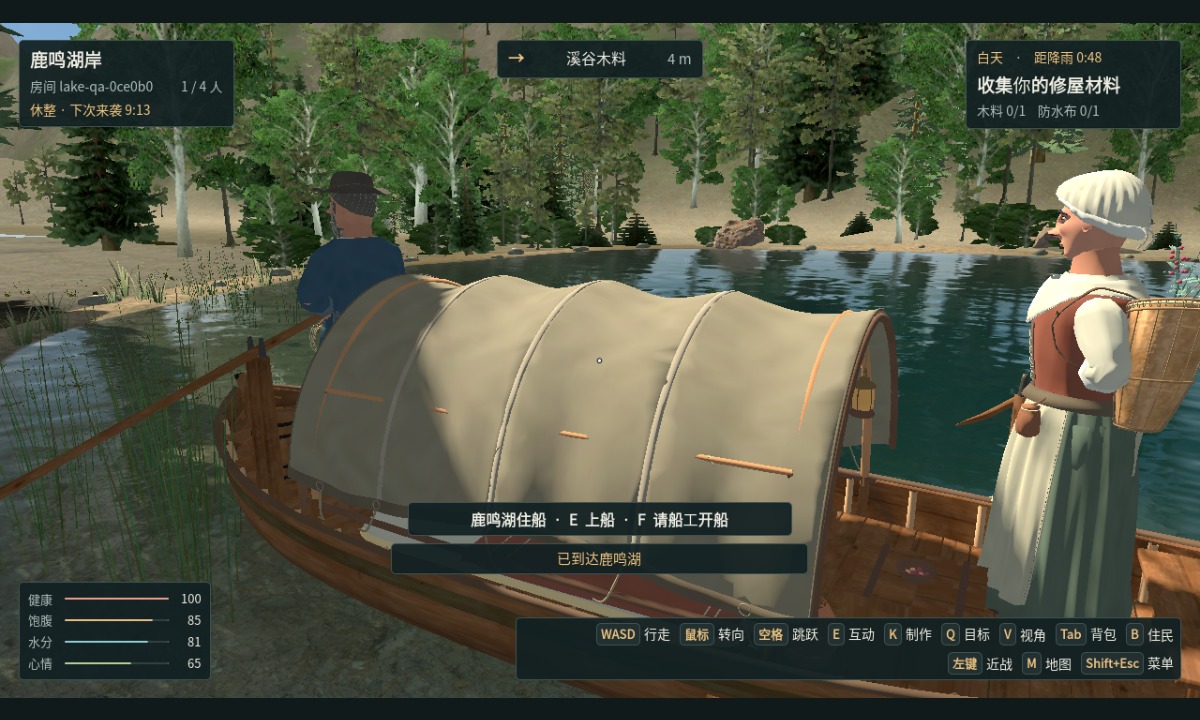 鹿鸣湖岸
房间 lake-qa-0ce0b0 1 / 4 人
休整 · 下次来袭 9:13
→ 溪谷木料 4 m
白天 · 距降雨 0:48
收集你的修屋材料
木料 0/1 防水布 0/1
鹿鸣湖住船 · E 上船 · F 请船工开船
已到达鹿鸣湖
健康 100
饱腹 85
水分 81
心情 65
WASD 行走 鼠标 转向 空格 跳跃 E 互动 K 制作 Q 目标 V 视角 Tab 背包 B 住民
左键 近战 M 地图 Shift+Esc 菜单